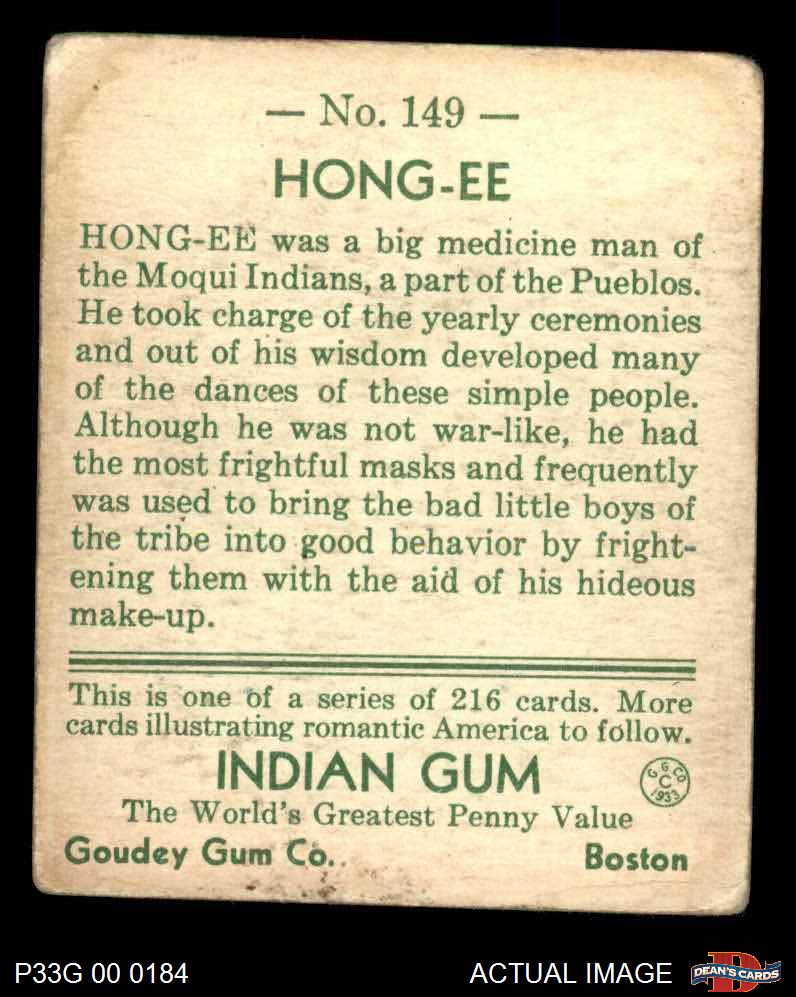 — No. 149 —
HONG-EE
HONG-EE was a big medicine man of
the Moqui Indians, a part of the Pueblos.
He took charge of the yearly ceremonies
and out of his wisdom developed many
of the dances of these simple people.
Although he was not war-like, he had
the most frightful masks and frequently
was used to bring the bad little boys of
the tribe into good behavior by fright-
ening them with the aid of his hideous
make-up.
This is one of a series of 216 cards. More
cards illustrating romantic America to follow.
INDIAN GUM
G. G. CO
C
1933
The World's Greatest Penny Value
Goudey Gum Co. Boston
P33G 00 0184 ACTUAL IMAGE D DEAN'S CARDS